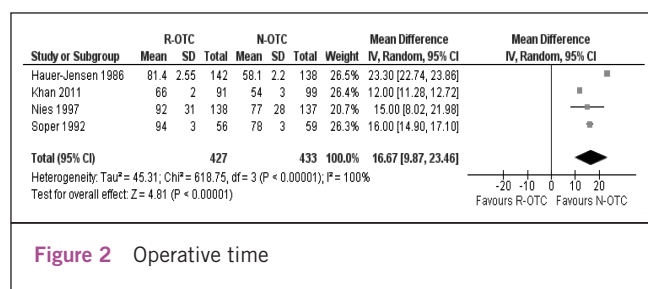 R-OTC N-OTC Mean Difference Mean Difference
Study or Subgroup Mean SD Total Mean SD Total Weight IV, Random, 95% CI IV, Random, 95% CI
Hauer-Jensen 1986 81.4 2.55 142 58.1 2.2 138 26.5% 23.30 [22.74, 23.86]
Khan 2011 66 2 91 54 3 99 26.4% 12.00 [11.28, 12.72]
Nies 1997 92 31 138 77 28 137 20.7% 15.00 [8.02, 21.98]
Soper 1992 94 3 56 78 3 59 26.3% 16.00 [14.90, 17.10]
Total (95% CI) 427 433 100.0% 16.67 [9.87, 23.46]
Heterogeneity: Tau² = 45.31; Chi² = 618.75, df = 3 (P < 0.00001); I² = 100%
Test for overall effect: Z = 4.81 (P < 0.00001)
-20 -10 0 10 20
Favours R-OTC Favours N-OTC
Figure 2 Operative time